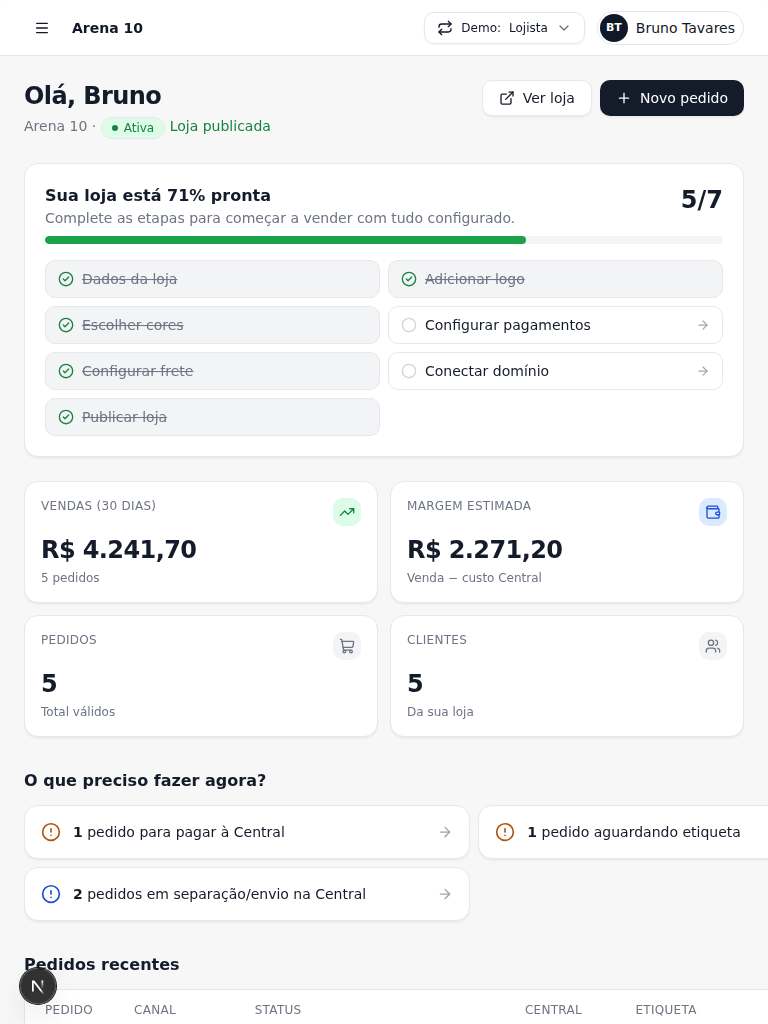 Arena 10
Demo: Lojista
BT Bruno Tavares
Olá, Bruno
Arena 10 · Ativa Loja publicada
Ver loja
Novo pedido
Sua loja está 71% pronta
5/7
Complete as etapas para começar a vender com tudo configurado.
Dados da loja
Adicionar logo
Escolher cores
Configurar pagamentos
Configurar frete
Conectar domínio
Publicar loja
VENDAS (30 DIAS)
R$ 4.241,70
5 pedidos
MARGEM ESTIMADA
R$ 2.271,20
Venda − custo Central
PEDIDOS
5
Total válidos
CLIENTES
5
Da sua loja
O que preciso fazer agora?
1 pedido para pagar à Central
1 pedido aguardando etiqueta
2 pedidos em separação/envio na Central
Pedidos recentes
N
PEDIDO CANAL STATUS CENTRAL ETIQUETA